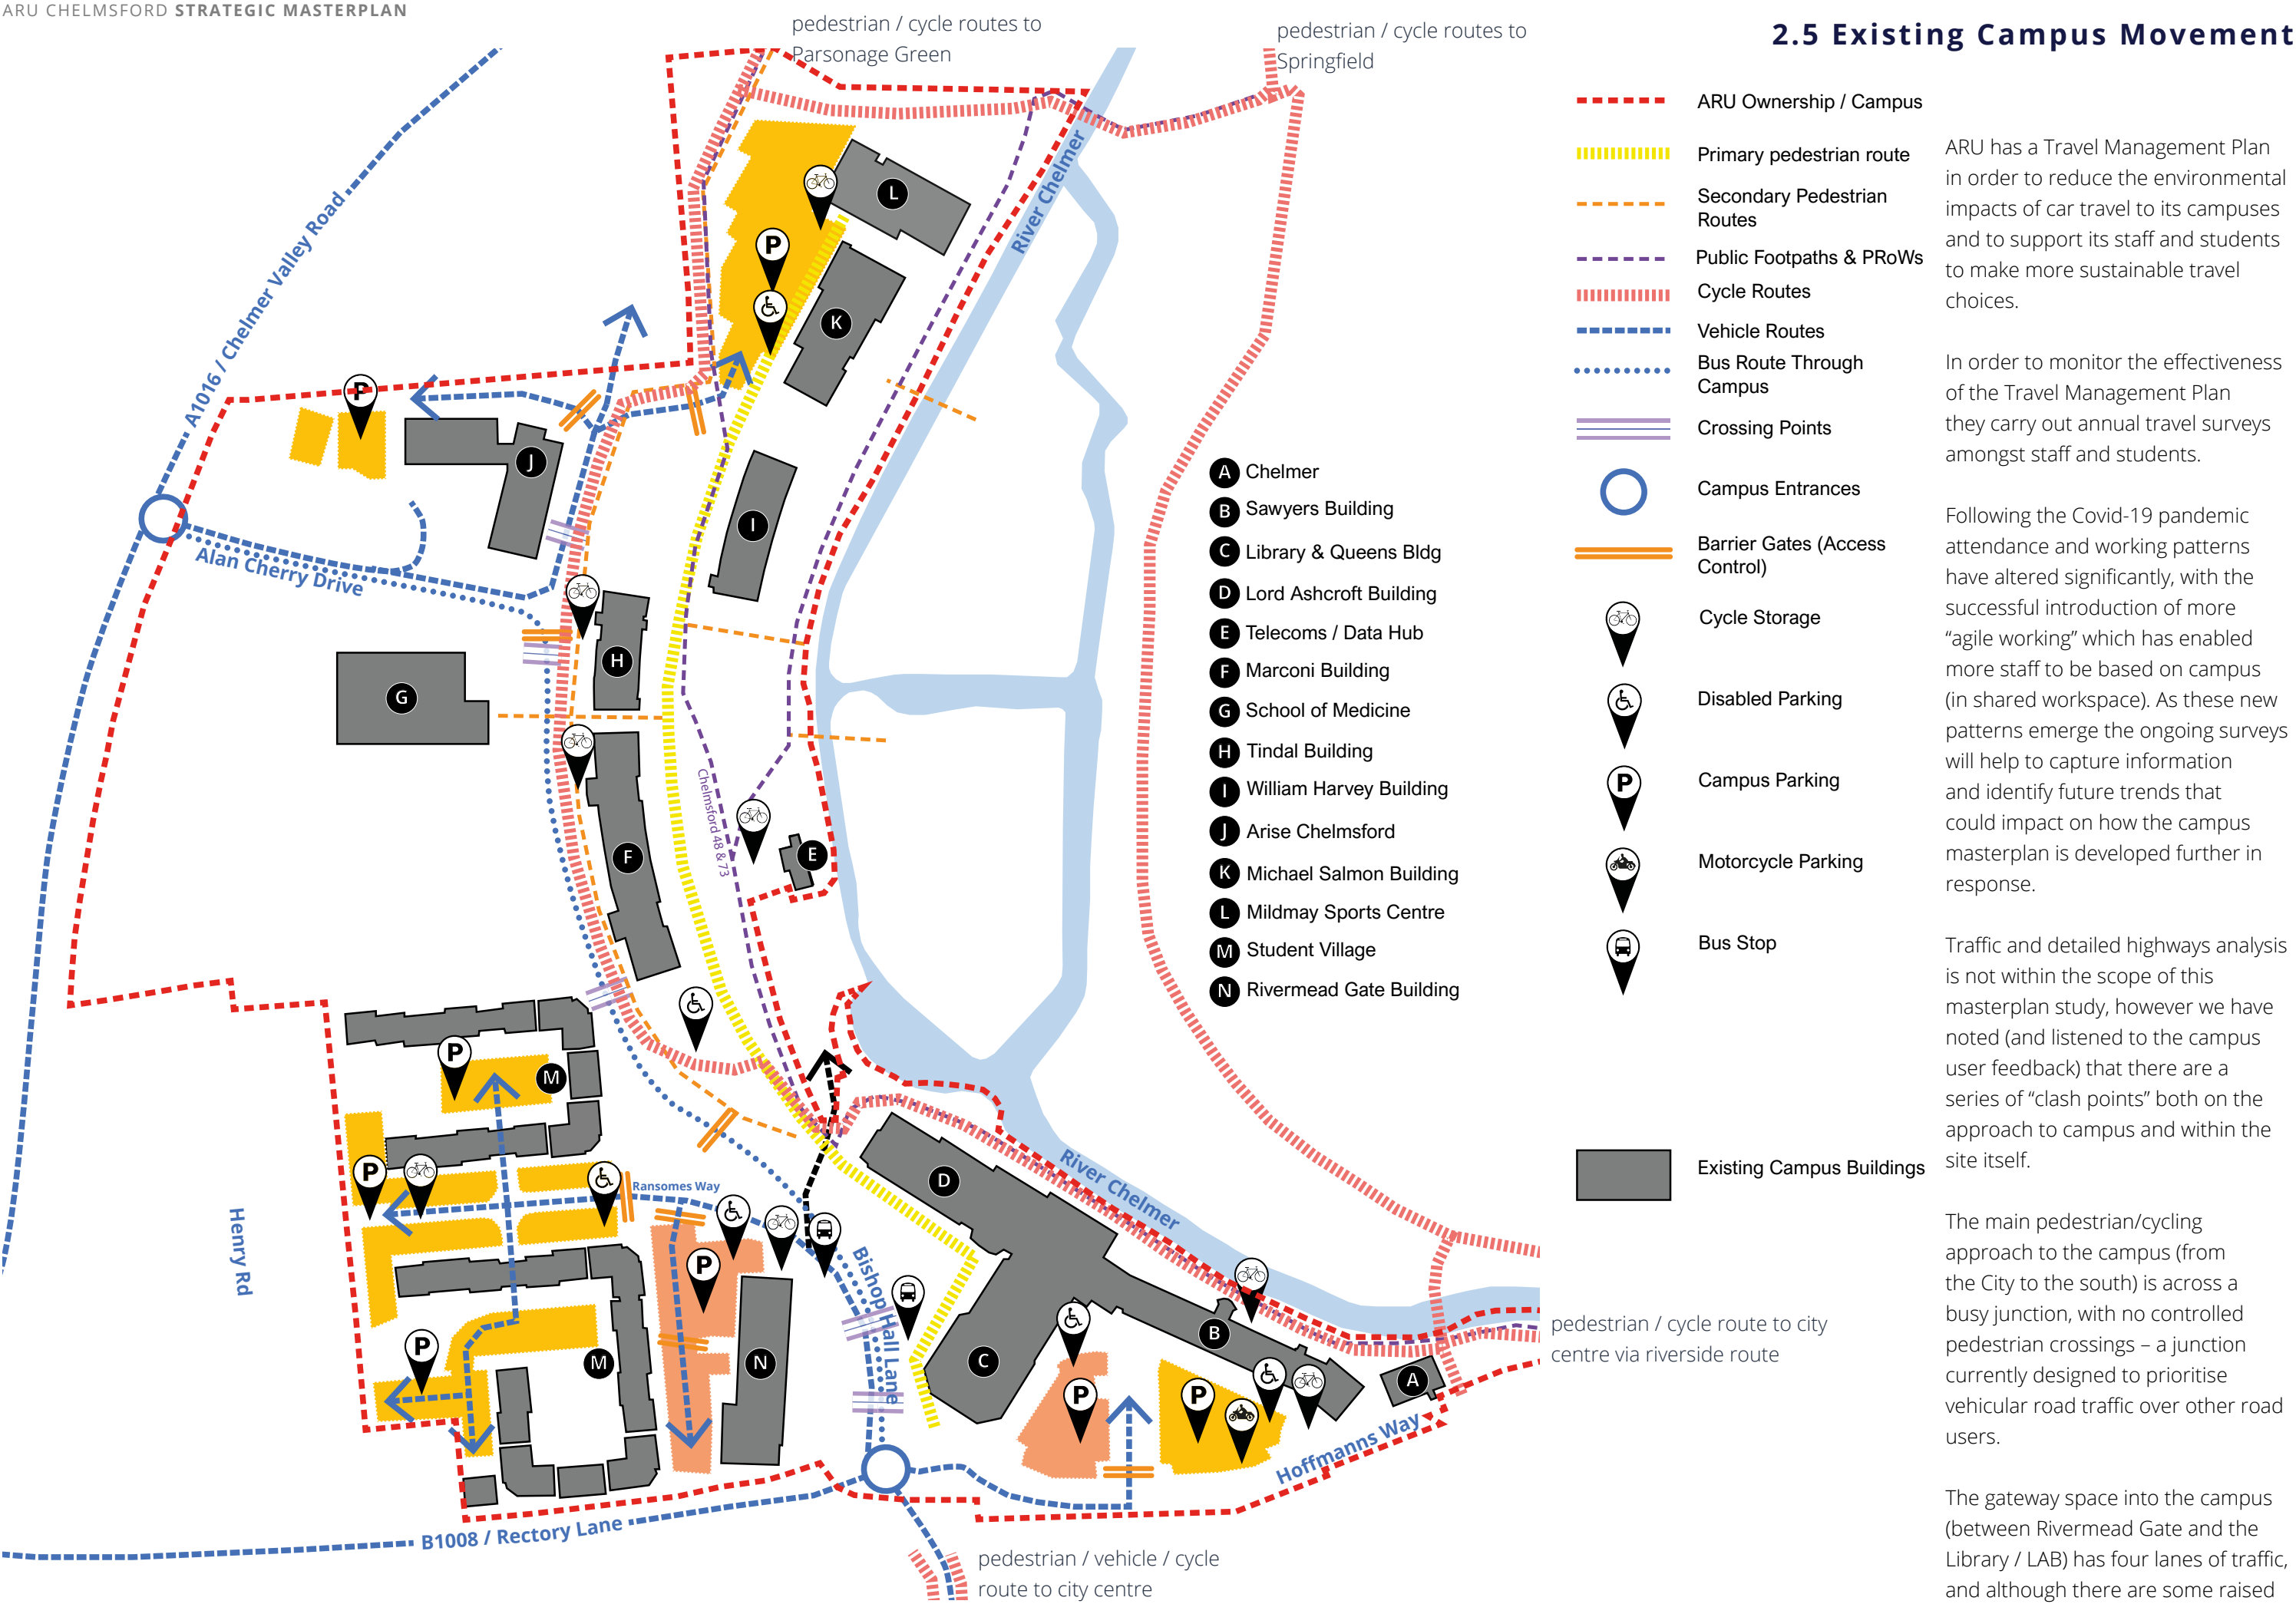 ARU CHELMSFORD STRATEGIC MASTERPLAN
2.5 Existing Campus Movement
pedestrian / cycle routes to
Parsonage Green
pedestrian / cycle routes to
Springfield
River Chelmer
A1016 / Chelmer Valley Road
Alan Cherry Drive
Chelmsford 48 & 73
Ransomes Way
Henry Rd
Bishop Hall Lane
River Chelmer
Hoffmanns Way
B1008 / Rectory Lane
pedestrian / cycle route to city
centre via riverside route
pedestrian / vehicle / cycle
route to city centre
L
P
K
P
J
I
H
G
F
E
P
M
P
D
P
P
M
N
C
B
P
P
A
A Chelmer
B Sawyers Building
C Library & Queens Bldg
D Lord Ashcroft Building
E Telecoms / Data Hub
F Marconi Building
G School of Medicine
H Tindal Building
I William Harvey Building
J Arise Chelmsford
K Michael Salmon Building
L Mildmay Sports Centre
M Student Village
N Rivermead Gate Building
ARU Ownership / Campus
Primary pedestrian route
Secondary Pedestrian
Routes
Public Footpaths & PRoWs
Cycle Routes
Vehicle Routes
Bus Route Through
Campus
Crossing Points
Campus Entrances
Barrier Gates (Access
Control)
Cycle Storage
Disabled Parking
P Campus Parking
Motorcycle Parking
Bus Stop
Existing Campus Buildings
ARU has a Travel Management Plan
in order to reduce the environmental
impacts of car travel to its campuses
and to support its staff and students
to make more sustainable travel
choices.
In order to monitor the effectiveness
of the Travel Management Plan
they carry out annual travel surveys
amongst staff and students.
Following the Covid-19 pandemic
attendance and working patterns
have altered significantly, with the
successful introduction of more
“agile working” which has enabled
more staff to be based on campus
(in shared workspace). As these new
patterns emerge the ongoing surveys
will help to capture information
and identify future trends that
could impact on how the campus
masterplan is developed further in
response.
Traffic and detailed highways analysis
is not within the scope of this
masterplan study, however we have
noted (and listened to the campus
user feedback) that there are a
series of “clash points” both on the
approach to campus and within the
site itself.
The main pedestrian/cycling
approach to the campus (from
the City to the south) is across a
busy junction, with no controlled
pedestrian crossings – a junction
currently designed to prioritise
vehicular road traffic over other road
users.
The gateway space into the campus
(between Rivermead Gate and the
Library / LAB) has four lanes of traffic,
and although there are some raised